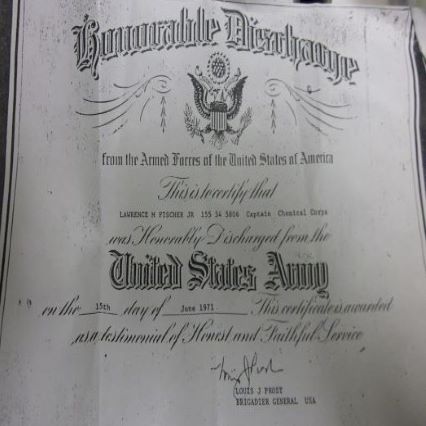 Honorable Discharge
from the Armed Forces of the United States of America
This is to certify that
LAWRENCE M FISCHER JR 155 34 5806 Captain Chemical Corps
was Honorably Discharged from the
United States Army
on the 15th day of June 1971. This certificate is awarded
as a testimonial of Honest and Faithful Service
LOUIS J PROST
BRIGADIER GENERAL USA